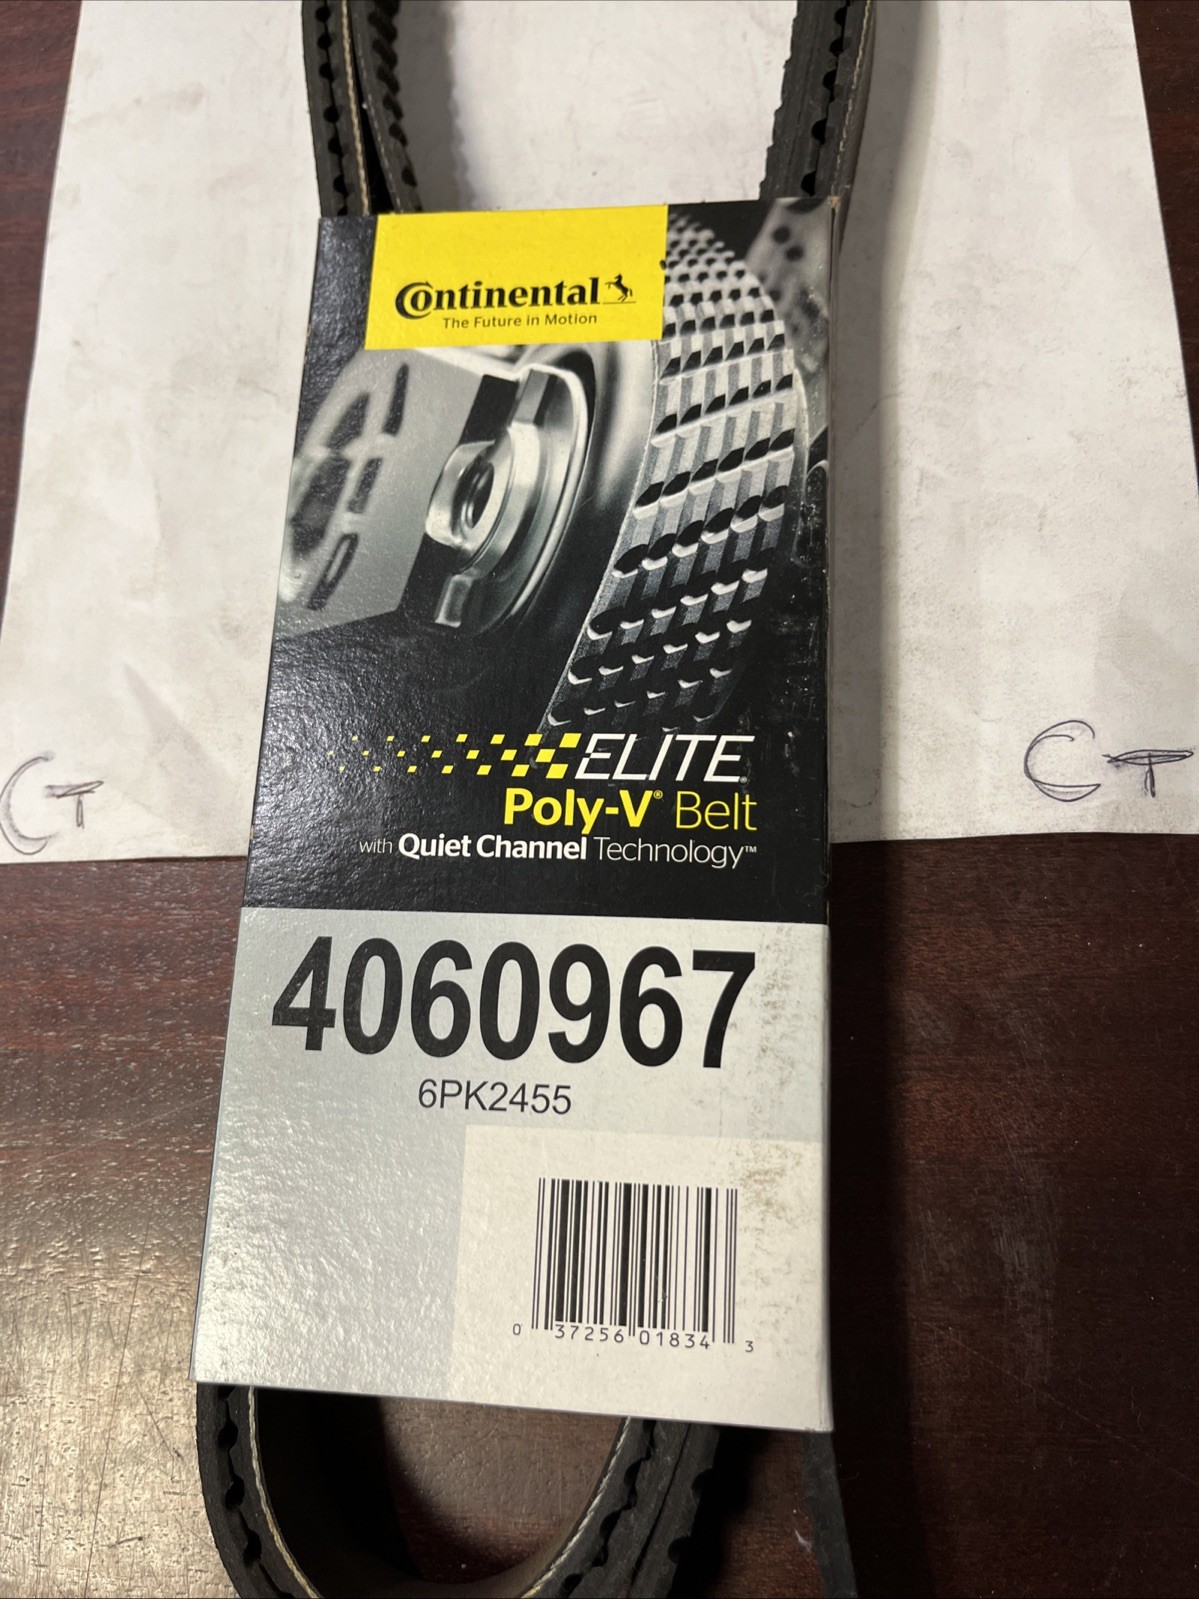 Continental
The Future in Motion
ELITE®
Poly-V® Belt
with Quiet Channel Technology™
CT
CT
4060967
6PK2455
0 37256 01834 3